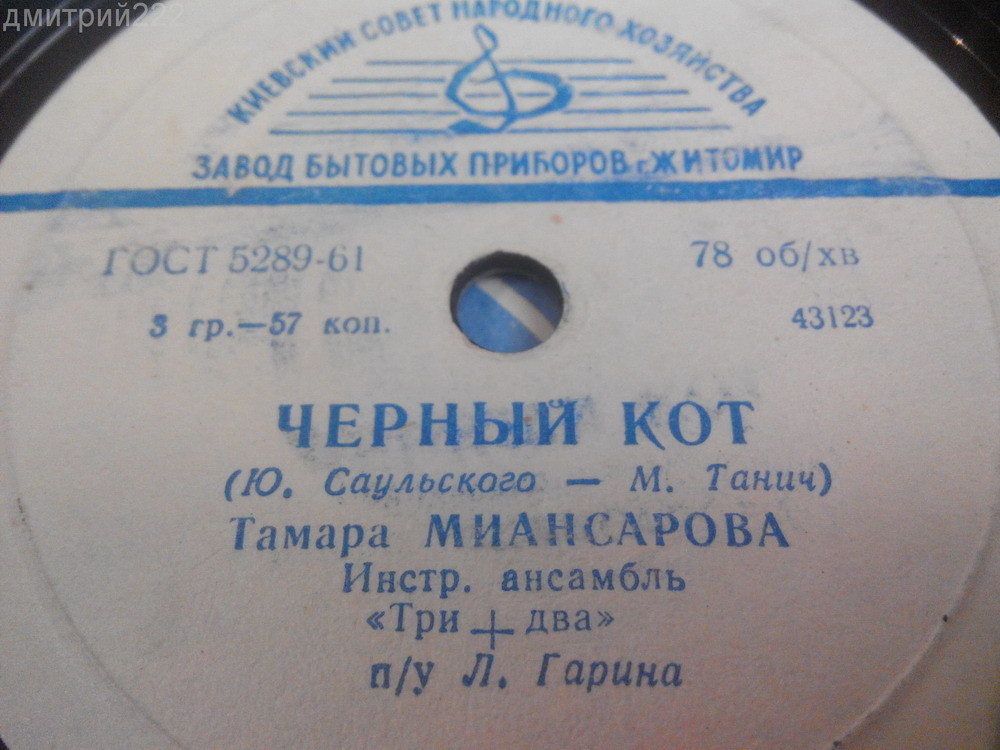 дмитрий222
КИЕВСКИЙ СОВЕТ НАРОДНОГО ХОЗЯЙСТВА
ЗАВОД БЫТОВЫХ ПРИБОРОВ г. ЖИТОМИР
ГОСТ 5289-61
78 об/хв
3 гр.—57 коп.
43123
ЧЕРНЫЙ КОТ
(Ю. Саульского — М. Танич)
Тамара МИАНСАРОВА
Инстр. ансамбль
«Три + два»
п/у Л. Гарина